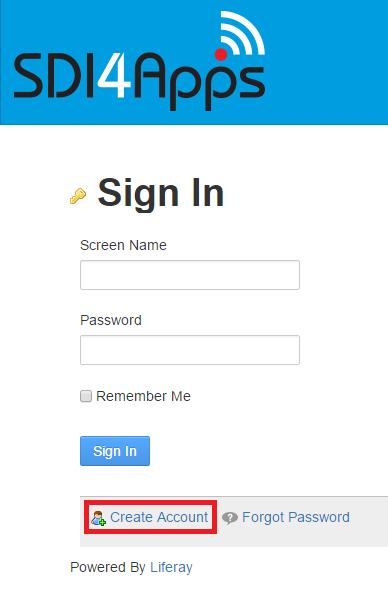 SDI4Apps
Sign In
Screen Name
Password
Remember Me
Sign In
Create Account Forgot Password
Powered By Liferay